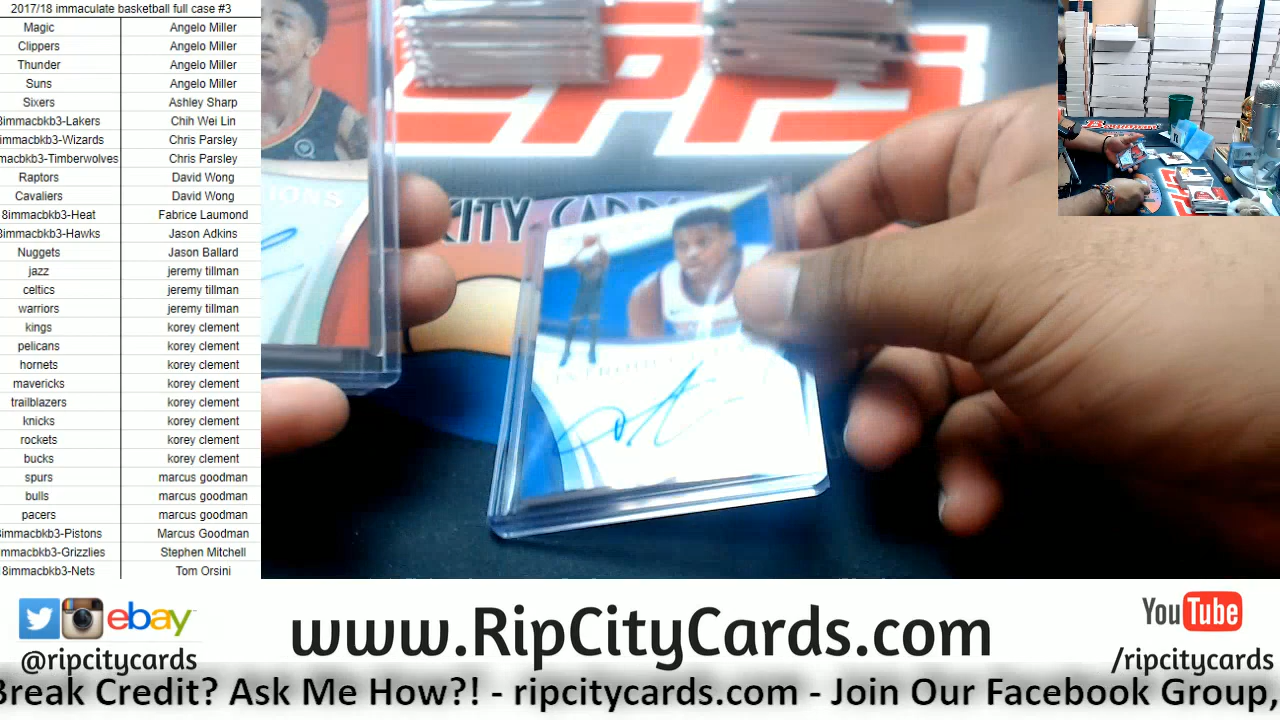 2017/18 immaculate basketball full case #3
Magic Angelo Miller
Clippers Angelo Miller
Thunder Angelo Miller
Suns Angelo Miller
Sixers Ashley Sharp
8immacbkb3-Lakers Chih Wei Lin
immacbkb3-Wizards Chris Parsley
macbkb3-Timberwolves Chris Parsley
Raptors David Wong
Cavaliers David Wong
8immacbkb3-Heat Fabrice Laumond
8immacbkb3-Hawks Jason Adkins
Nuggets Jason Ballard
jazz jeremy tillman
celtics jeremy tillman
warriors jeremy tillman
kings korey clement
pelicans korey clement
hornets korey clement
mavericks korey clement
trailblazers korey clement
knicks korey clement
rockets korey clement
bucks korey clement
spurs marcus goodman
bulls marcus goodman
pacers marcus goodman
immacbkb3-Pistons Marcus Goodman
mmacbkb3-Grizzlies Stephen Mitchell
8immacbkb3-Nets Tom Orsini
CITY CARDS
IONS
ebay
@ripcitycards
www.RipCityCards.com
YouTube
/ripcitycards
Break Credit? Ask Me How?! - ripcitycards.com - Join Our Facebook Group,